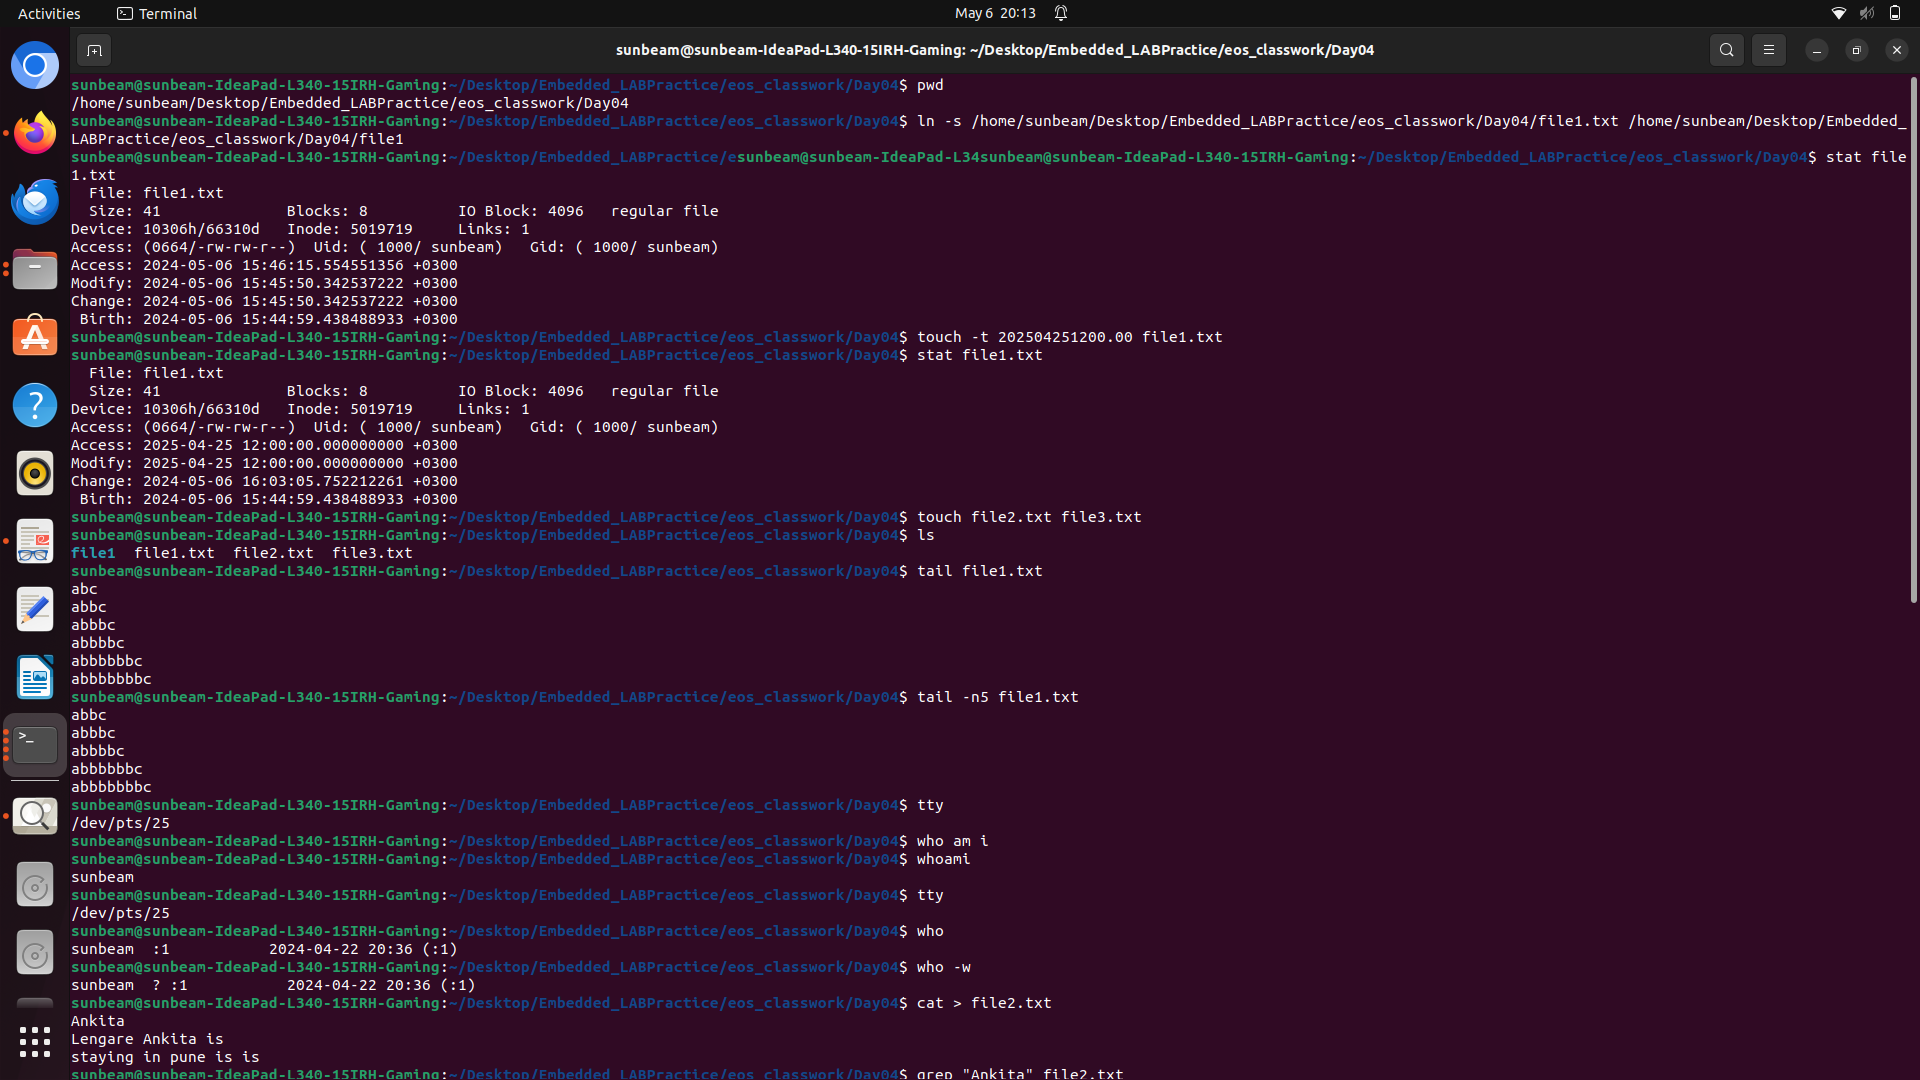 Activities Terminal May 6 20:13
sunbeam@sunbeam-IdeaPad-L340-15IRH-Gaming: ~/Desktop/Embedded_LABPractice/eos_classwork/Day04
sunbeam@sunbeam-IdeaPad-L340-15IRH-Gaming:~/Desktop/Embedded_LABPractice/eos_classwork/Day04$ pwd
/home/sunbeam/Desktop/Embedded_LABPractice/eos_classwork/Day04
sunbeam@sunbeam-IdeaPad-L340-15IRH-Gaming:~/Desktop/Embedded_LABPractice/eos_classwork/Day04$ ln -s /home/sunbeam/Desktop/Embedded_LABPractice/eos_classwork/Day04/file1.txt /home/sunbeam/Desktop/Embedded_
LABPractice/eos_classwork/Day04/file1
sunbeam@sunbeam-IdeaPad-L340-15IRH-Gaming:~/Desktop/Embedded_LABPractice/esunbeam@sunbeam-IdeaPad-L34sunbeam@sunbeam-IdeaPad-L340-15IRH-Gaming:~/Desktop/Embedded_LABPractice/eos_classwork/Day04$ stat file
1.txt
File: file1.txt
Size: 41 Blocks: 8 IO Block: 4096 regular file
Device: 10306h/66310d Inode: 5019719 Links: 1
Access: (0664/-rw-rw-r--) Uid: ( 1000/ sunbeam) Gid: ( 1000/ sunbeam)
Access: 2024-05-06 15:46:15.554551356 +0300
Modify: 2024-05-06 15:45:50.342537222 +0300
Change: 2024-05-06 15:45:50.342537222 +0300
Birth: 2024-05-06 15:44:59.438488933 +0300
sunbeam@sunbeam-IdeaPad-L340-15IRH-Gaming:~/Desktop/Embedded_LABPractice/eos_classwork/Day04$ touch -t 202504251200.00 file1.txt
sunbeam@sunbeam-IdeaPad-L340-15IRH-Gaming:~/Desktop/Embedded_LABPractice/eos_classwork/Day04$ stat file1.txt
File: file1.txt
Size: 41 Blocks: 8 IO Block: 4096 regular file
Device: 10306h/66310d Inode: 5019719 Links: 1
Access: (0664/-rw-rw-r--) Uid: ( 1000/ sunbeam) Gid: ( 1000/ sunbeam)
Access: 2025-04-25 12:00:00.000000000 +0300
Modify: 2025-04-25 12:00:00.000000000 +0300
Change: 2024-05-06 16:03:05.752212261 +0300
Birth: 2024-05-06 15:44:59.438488933 +0300
sunbeam@sunbeam-IdeaPad-L340-15IRH-Gaming:~/Desktop/Embedded_LABPractice/eos_classwork/Day04$ touch file2.txt file3.txt
sunbeam@sunbeam-IdeaPad-L340-15IRH-Gaming:~/Desktop/Embedded_LABPractice/eos_classwork/Day04$ ls
file1 file1.txt file2.txt file3.txt
sunbeam@sunbeam-IdeaPad-L340-15IRH-Gaming:~/Desktop/Embedded_LABPractice/eos_classwork/Day04$ tail file1.txt
abc
abbc
abbbc
abbbbc
abbbbbbc
abbbbbbbc
sunbeam@sunbeam-IdeaPad-L340-15IRH-Gaming:~/Desktop/Embedded_LABPractice/eos_classwork/Day04$ tail -n5 file1.txt
abbc
abbbc
abbbbc
abbbbbbc
abbbbbbbc
sunbeam@sunbeam-IdeaPad-L340-15IRH-Gaming:~/Desktop/Embedded_LABPractice/eos_classwork/Day04$ tty
/dev/pts/25
sunbeam@sunbeam-IdeaPad-L340-15IRH-Gaming:~/Desktop/Embedded_LABPractice/eos_classwork/Day04$ who am i
sunbeam@sunbeam-IdeaPad-L340-15IRH-Gaming:~/Desktop/Embedded_LABPractice/eos_classwork/Day04$ whoami
sunbeam
sunbeam@sunbeam-IdeaPad-L340-15IRH-Gaming:~/Desktop/Embedded_LABPractice/eos_classwork/Day04$ tty
/dev/pts/25
sunbeam@sunbeam-IdeaPad-L340-15IRH-Gaming:~/Desktop/Embedded_LABPractice/eos_classwork/Day04$ who
sunbeam :1 2024-04-22 20:36 (:1)
sunbeam@sunbeam-IdeaPad-L340-15IRH-Gaming:~/Desktop/Embedded_LABPractice/eos_classwork/Day04$ who -w
sunbeam ? :1 2024-04-22 20:36 (:1)
sunbeam@sunbeam-IdeaPad-L340-15IRH-Gaming:~/Desktop/Embedded_LABPractice/eos_classwork/Day04$ cat > file2.txt
Ankita
Lengare Ankita is
staying in pune is is
sunbeam@sunbeam-IdeaPad-L340-15IRH-Gaming:~/Desktop/Embedded_LABPractice/eos_classwork/Day04$ grep "Ankita" file2.txt